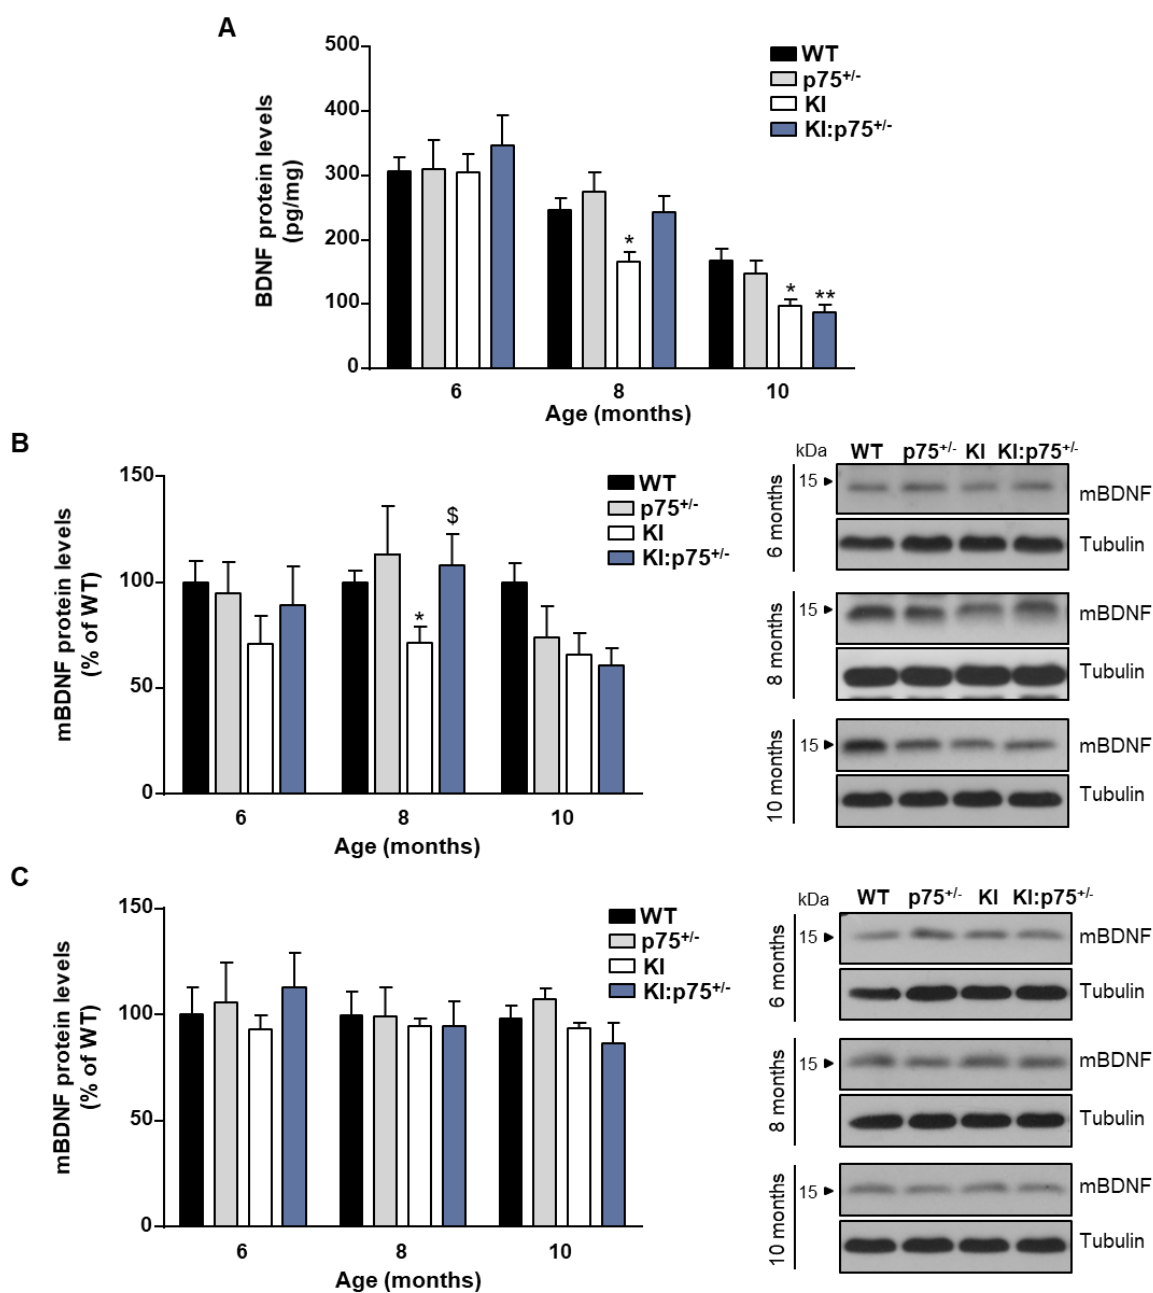 A
500
400
300
200
100
0
BDNF protein levels
(pg/mg)
WT
p75+/-
KI
KI:p75+/-
*
*
**
6
8
10
Age (months)
B
150
100
50
0
mBDNF protein levels
(% of WT)
WT
p75+/-
KI
KI:p75+/-
*
$
6
8
10
Age (months)
kDa WT p75+/- KI KI:p75+/-
6 months
15
mBDNF
Tubulin
8 months
15
mBDNF
Tubulin
10 months
15
mBDNF
Tubulin
C
150
100
50
0
mBDNF protein levels
(% of WT)
WT
p75+/-
KI
KI:p75+/-
6
8
10
Age (months)
kDa WT p75+/- KI KI:p75+/-
6 months
15
mBDNF
Tubulin
8 months
15
mBDNF
Tubulin
10 months
15
mBDNF
Tubulin